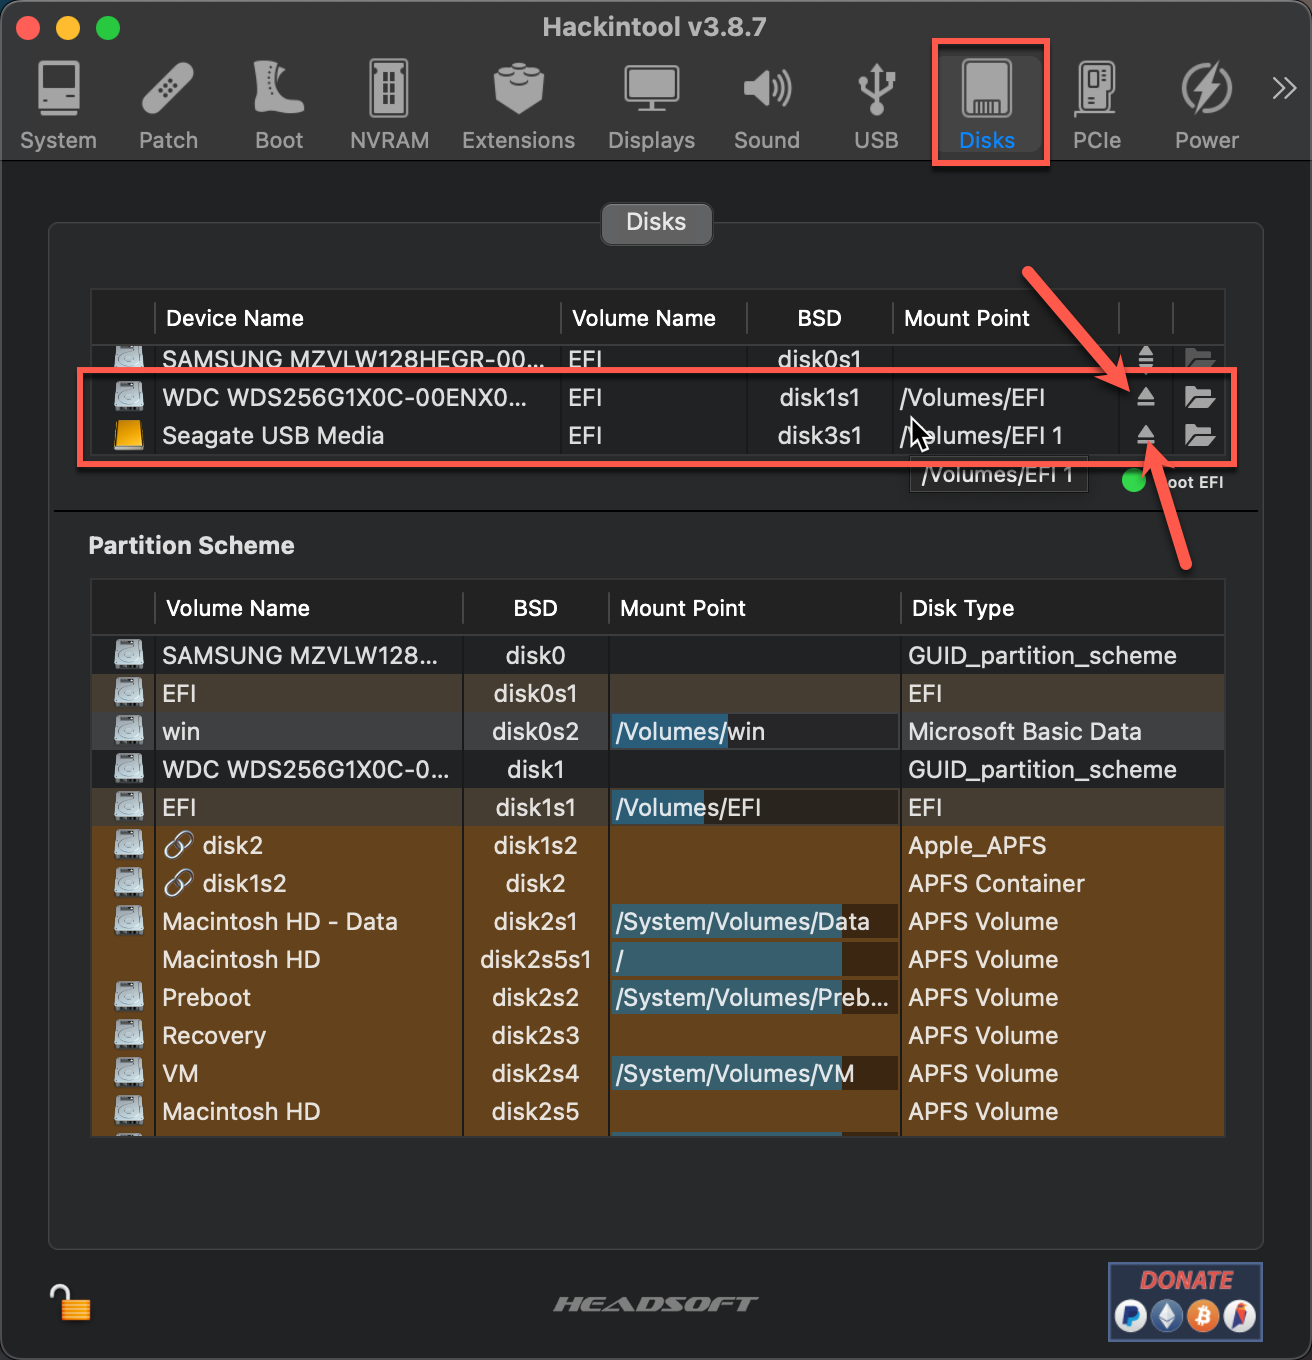 Hackintool v3.8.7
System Patch Boot NVRAM Extensions Displays Sound USB Disks PCIe Power
Disks
Device Name Volume Name BSD Mount Point
SAMSUNG MZVLW128HEGR-00... EFI disk0s1
WDC WDS256G1X0C-00ENX0... EFI disk1s1 /Volumes/EFI
Seagate USB Media EFI disk3s1 /Volumes/EFI 1
/Volumes/EFI 1
oot EFI
Partition Scheme
Volume Name BSD Mount Point Disk Type
SAMSUNG MZVLW128... disk0 GUID_partition_scheme
EFI disk0s1 EFI
win disk0s2 /Volumes/win Microsoft Basic Data
WDC WDS256G1X0C-0... disk1 GUID_partition_scheme
EFI disk1s1 /Volumes/EFI EFI
disk2 disk1s2 Apple_APFS
disk1s2 disk2 APFS Container
Macintosh HD - Data disk2s1 /System/Volumes/Data APFS Volume
Macintosh HD disk2s5s1 / APFS Volume
Preboot disk2s2 /System/Volumes/Preb... APFS Volume
Recovery disk2s3 APFS Volume
VM disk2s4 /System/Volumes/VM APFS Volume
Macintosh HD disk2s5 APFS Volume
HEADSOFT
DONATE